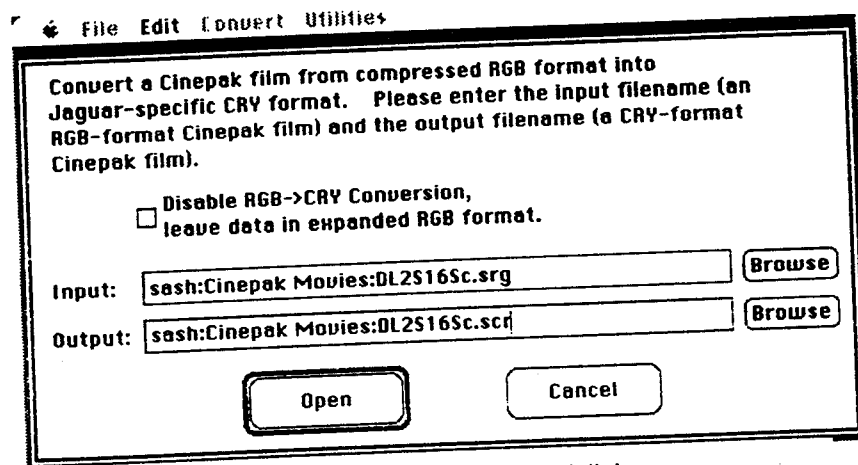 File Edit Convert Utilities
Convert a Cinepak film from compressed RGB format into
Jaguar-specific CRY format. Please enter the input filename (an
RGB-format Cinepak film) and the output filename (a CRY-format
Cinepak film).
Disable RGB->CRY Conversion,
leave data in expanded RGB format.
Input: sash:Cinepak Movies:DL2S16Sc.srg Browse
Output: sash:Cinepak Movies:DL2S16Sc.scr Browse
Open Cancel